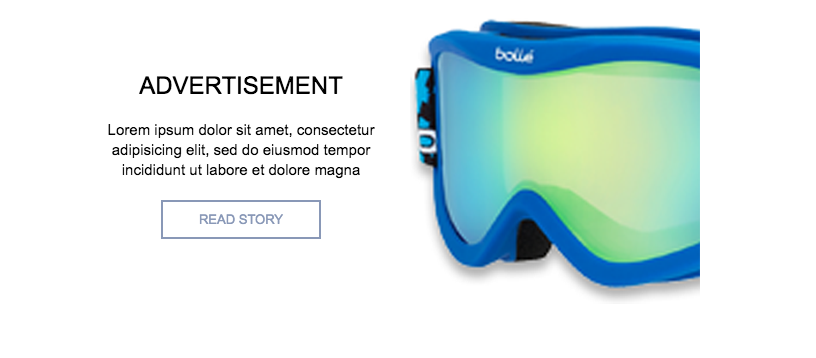 ADVERTISEMENT
Lorem ipsum dolor sit amet, consectetur
adipisicing elit, sed do eiusmod tempor
incididunt ut labore et dolore magna
READ STORY
bollé